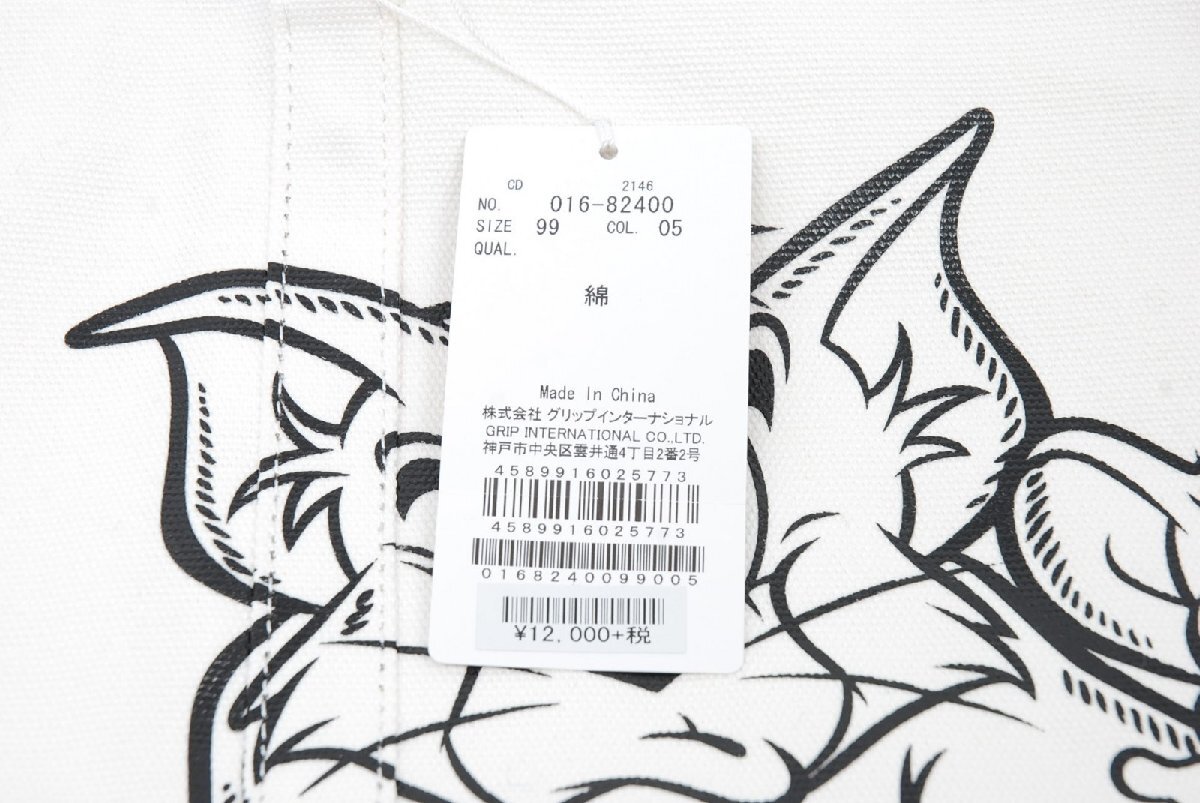 CD 2146
NO. 016-82400
SIZE 99 COL. 05
QUAL.
綿
Made In China
株式会社 グリップインターナショナル
GRIP INTERNATIONAL CO.,LTD.
神戸市中央区雲井通4丁目2番2号
4589916025773
4589916025773
0168240099005
¥12,000+税